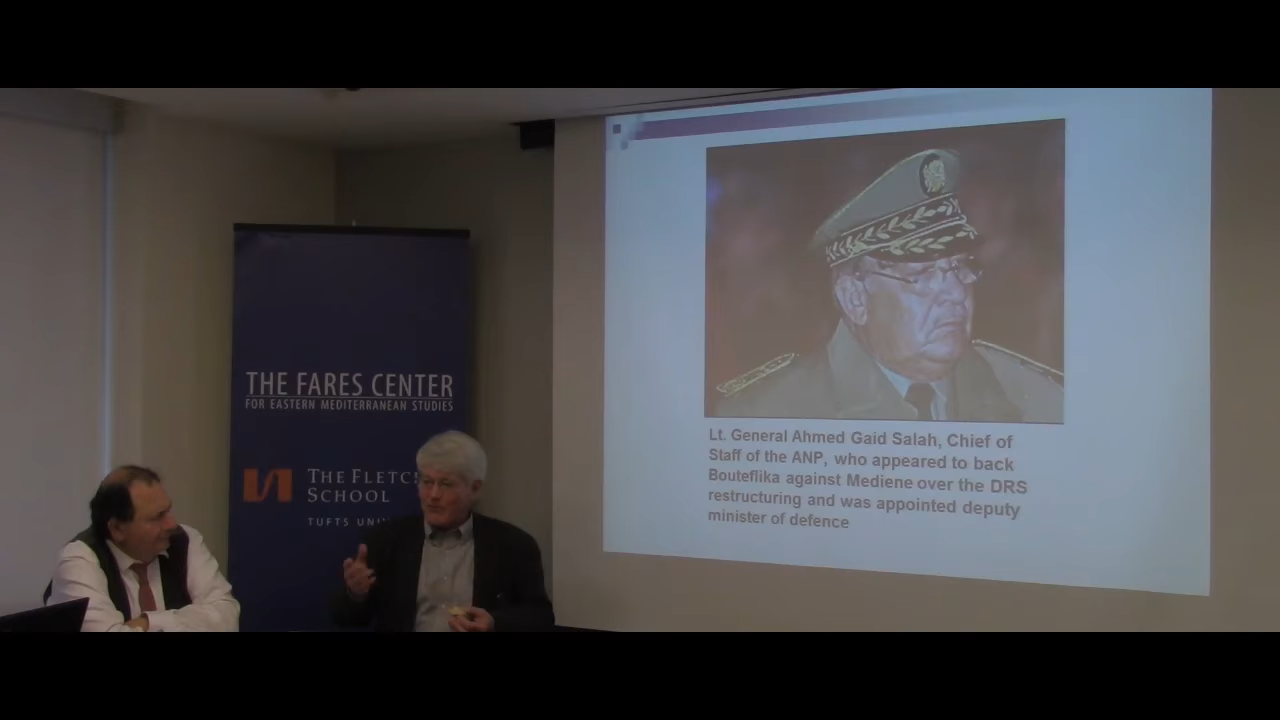 THE FARES CENTER
FOR EASTERN MEDITERRANEAN STUDIES
THE FLETC
SCHOOL
TUFTS UNI
Lt. General Ahmed Gaid Salah, Chief of
Staff of the ANP, who appeared to back
Bouteflika against Mediene over the DRS
restructuring and was appointed deputy
minister of defence